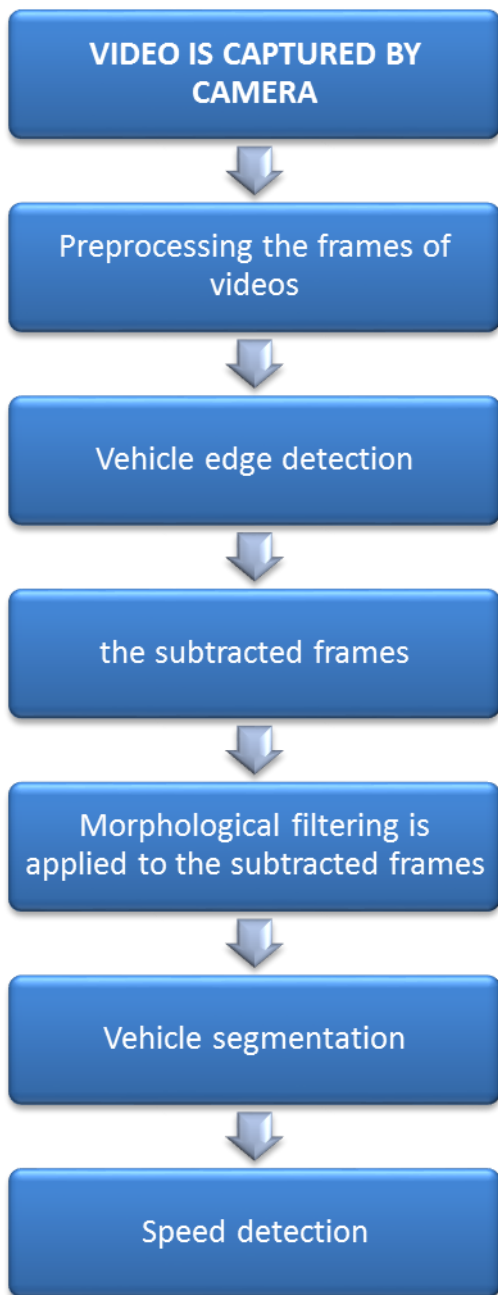 VIDEO IS CAPTURED BY
CAMERA
Preprocessing the frames of
videos
Vehicle edge detection
the subtracted frames
Morphological filtering is
applied to the subtracted frames
Vehicle segmentation
Speed detection